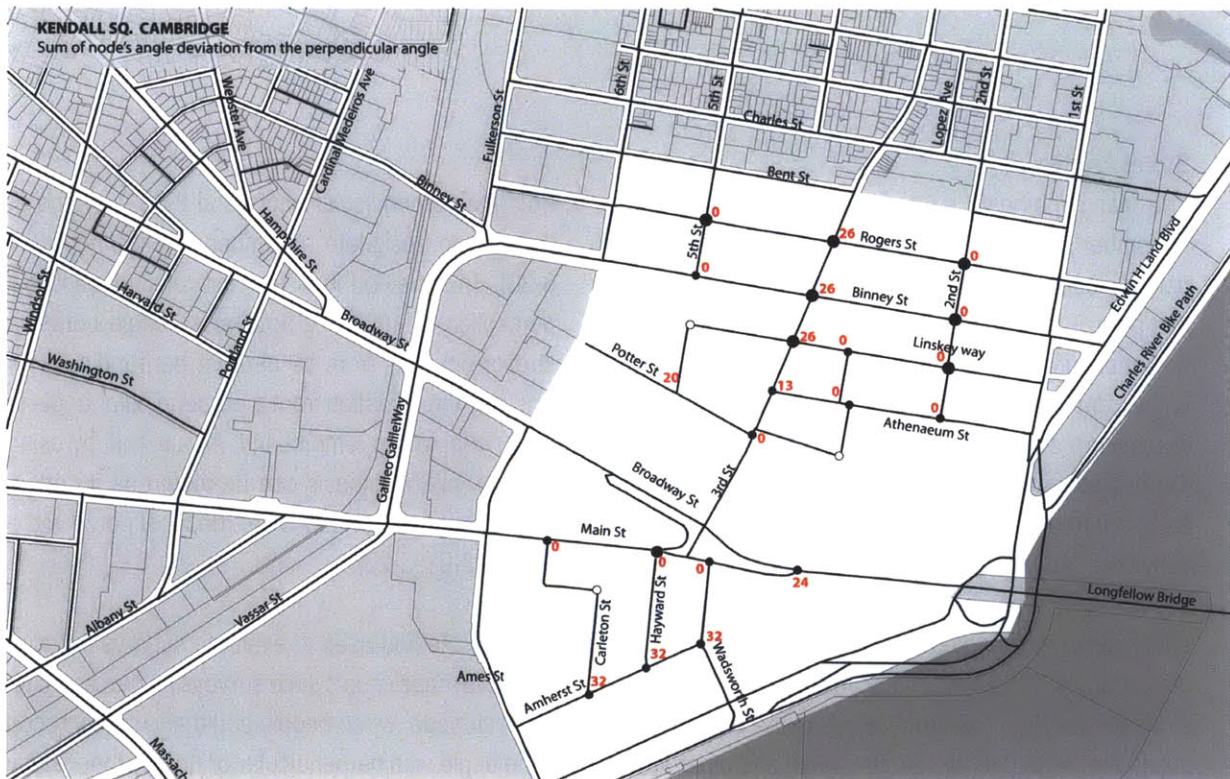 KENDALL SQ. CAMBRIDGE
Sum of node's angle deviation from the perpendicular angle
6th St
5th St
Lopez Ave
2nd St
1st St
Webster Ave
Cardinal Medeiros Ave
Fulkerson St
Charles St
Binney St
Bent St
Hampshire St
0
26
Rogers St
0
5th St
0
2nd St
Edwin H Land Blvd
Windsor St
Harvard St
Portland St
Broadway St
26
Binney St
0
Charles River Bike Path
Washington St
Potter St
26
0
Linskey way
0
20
13
0
0
Athenaeum St
0
Galileo GalileiWay
Broadway St
3rd St
Main St
0
0
0
24
Longfellow Bridge
Albany St
Vassar St
Carleton St
Hayward St
32
Wadsworth St
32
32
Ames St
Amherst St
Massach